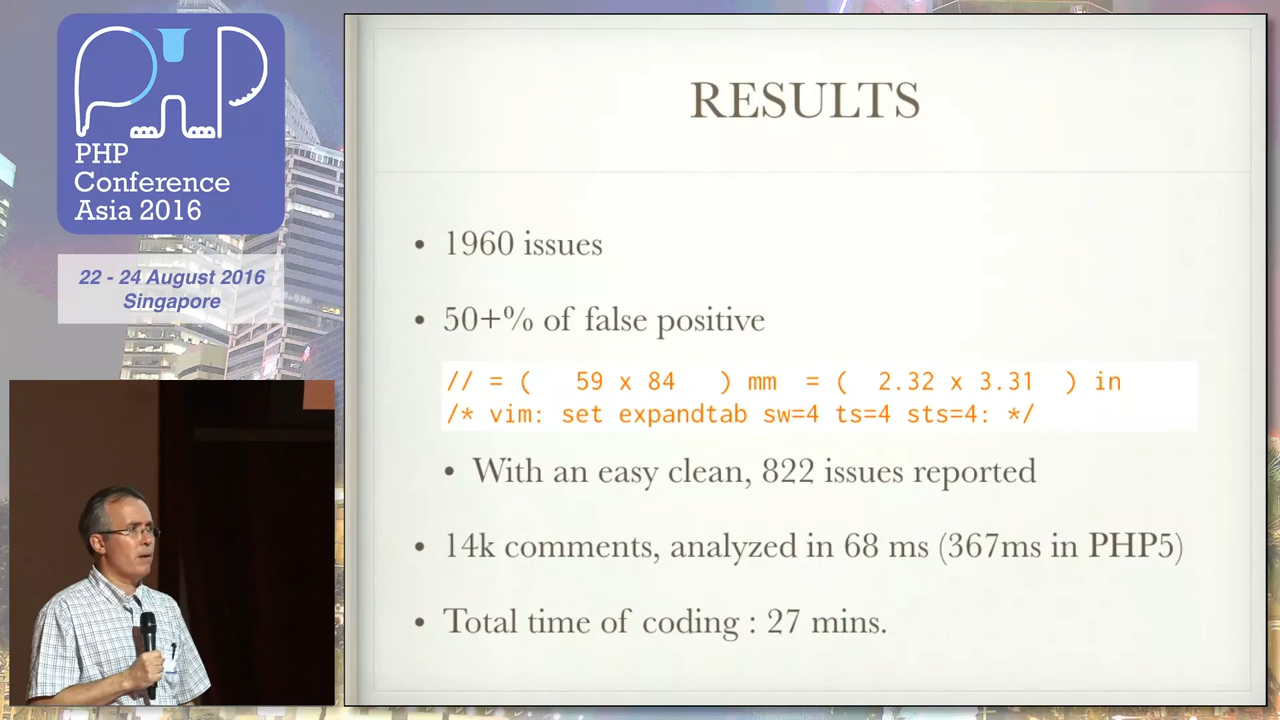 PHP
PHP
Conference
Asia 2016
22 - 24 August 2016
Singapore
RESULTS
• 1960 issues
• 50+% of false positive
// = (   59 x 84   ) mm  = (  2.32 x 3.31  ) in
/* vim: set expandtab sw=4 ts=4 sts=4: */
• With an easy clean, 822 issues reported
• 14k comments, analyzed in 68 ms (367ms in PHP5)
• Total time of coding : 27 mins.